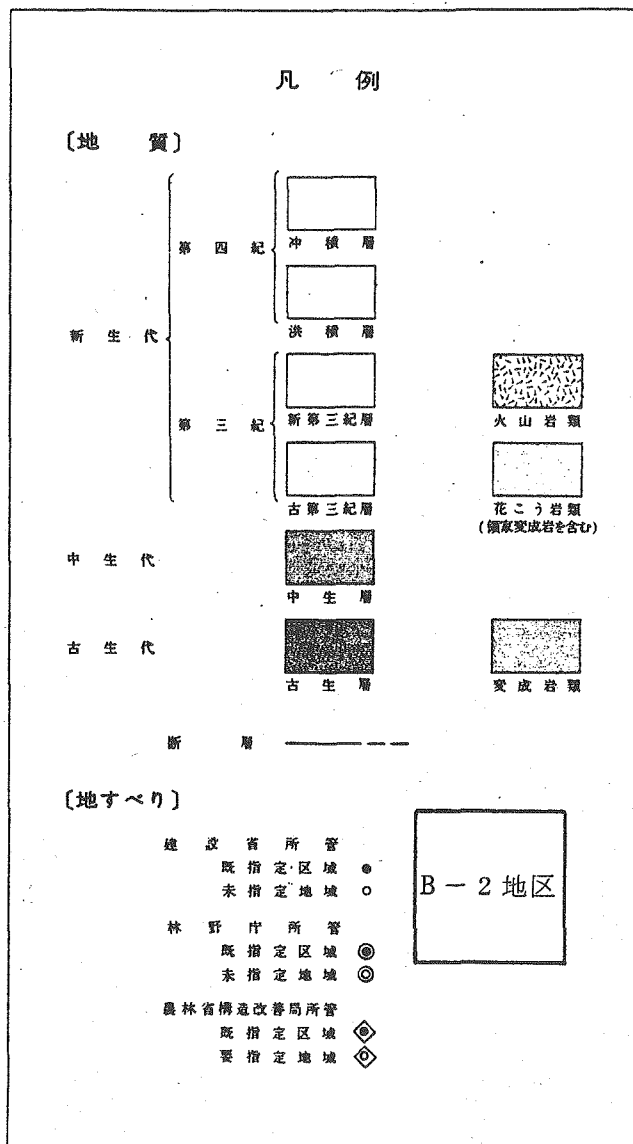 凡例
〔地質〕
新生代
第四紀
冲積層
洪積層
第三紀
新第三紀層
古第三紀層
火山岩類
花こう岩類
(領家変成岩を含む)
中生代
中生層
古生代
古生層
変成岩類
断層
〔地すべり〕
建設省所管
既指定区域
未指定地域
林野庁所管
既指定区域
未指定地域
農林省構造改善局所管
既指定区域
要指定地域
B－2地区